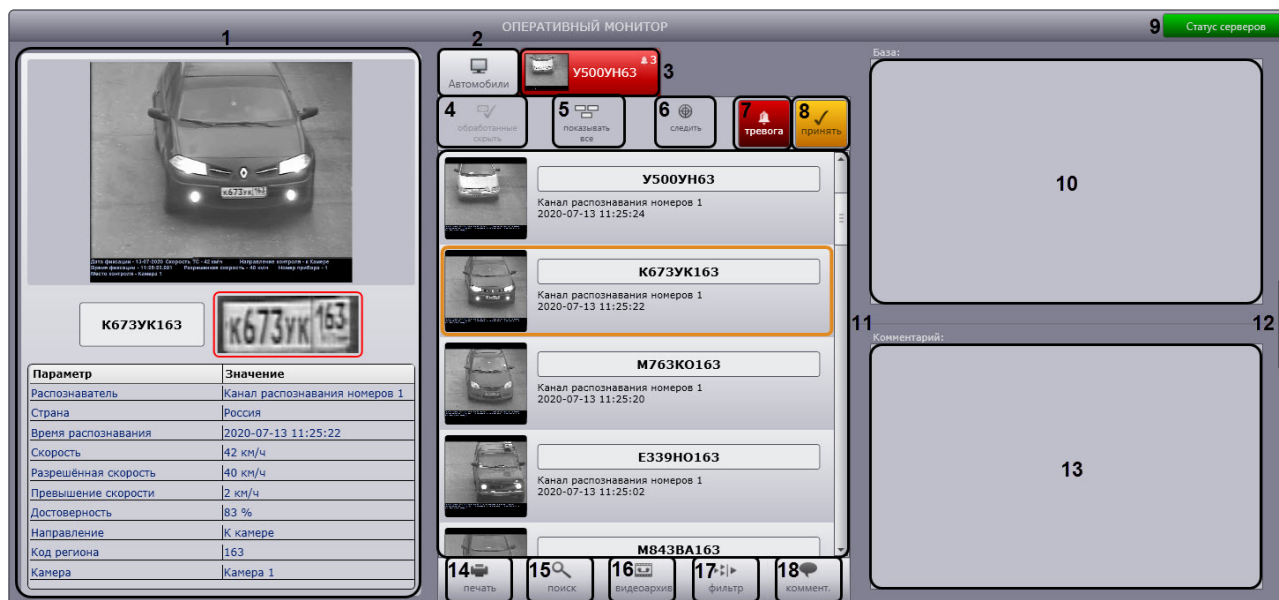 ОПЕРАТИВНЫЙ МОНИТОР
9 Статус серверов
1
2
Автомобили
У500УН63 3
3
4 обработанные
скрыть
5 показывать
все
6 следить
7 тревога
8 принять
К673УК163
к673ук 163
Параметр Значение
Распознаватель Канал распознавания номеров 1
Страна Россия
Время распознавания 2020-07-13 11:25:22
Скорость 42 км/ч
Разрешённая скорость 40 км/ч
Превышение скорости 2 км/ч
Достоверность 83 %
Направление К камере
Код региона 163
Камера Камера 1
У500УН63
Канал распознавания номеров 1
2020-07-13 11:25:24
К673УК163
Канал распознавания номеров 1
2020-07-13 11:25:22
М763КО163
Канал распознавания номеров 1
2020-07-13 11:25:20
Е339НО163
Канал распознавания номеров 1
2020-07-13 11:25:02
М843ВА163
14 печать
15 поиск
16 видеоархив
17 фильтр
18 коммент.
База:
10
11
12
Комментарий:
13